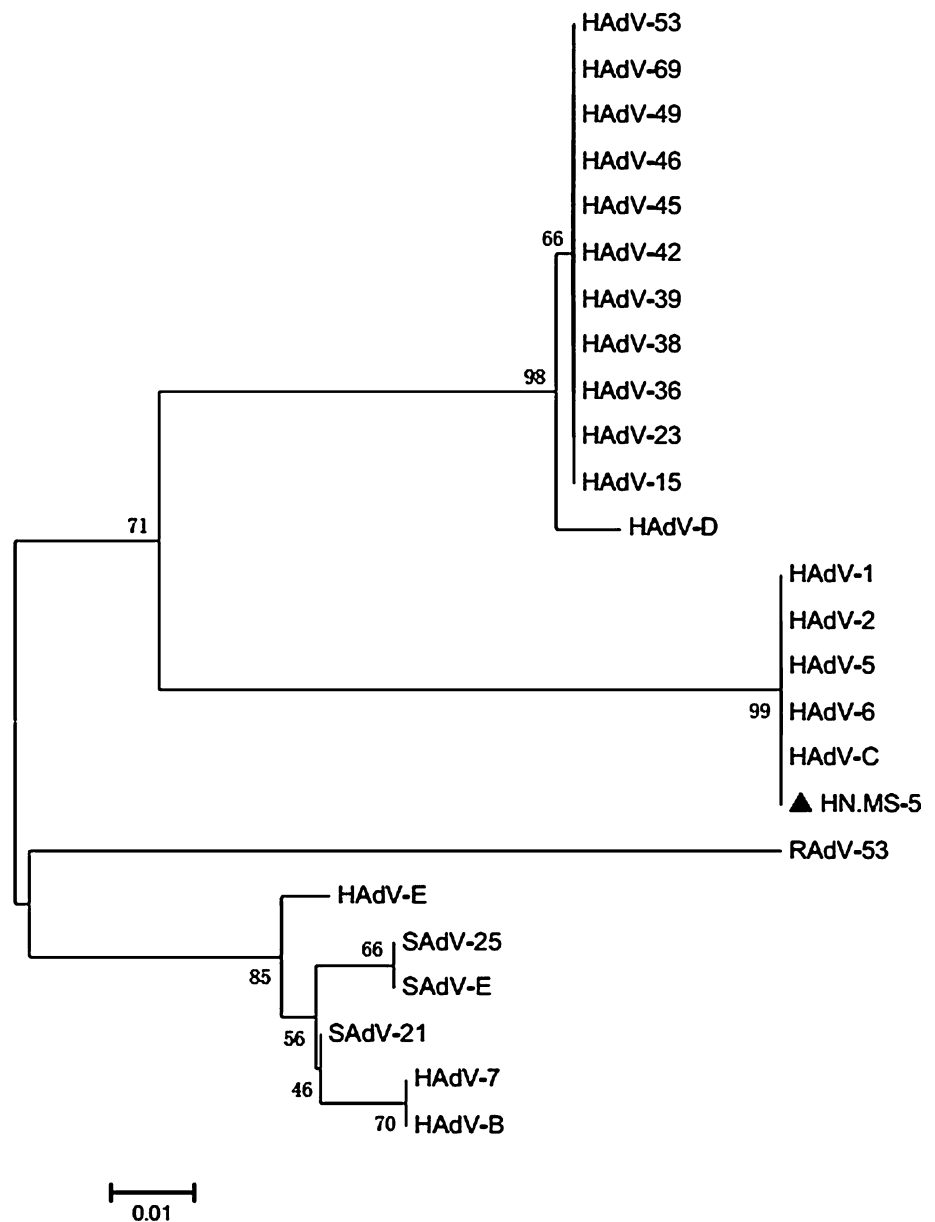 HAdV-53
HAdV-69
HAdV-49
HAdV-46
HAdV-45
66
HAdV-42
HAdV-39
HAdV-38
98
HAdV-36
HAdV-23
HAdV-15
71
HAdV-D
HAdV-1
HAdV-2
HAdV-5
99
HAdV-6
HAdV-C
▲ HN.MS-5
RAdV-53
HAdV-E
66
SAdV-25
85
SAdV-E
56
SAdV-21
46
HAdV-7
70
HAdV-B
0.01